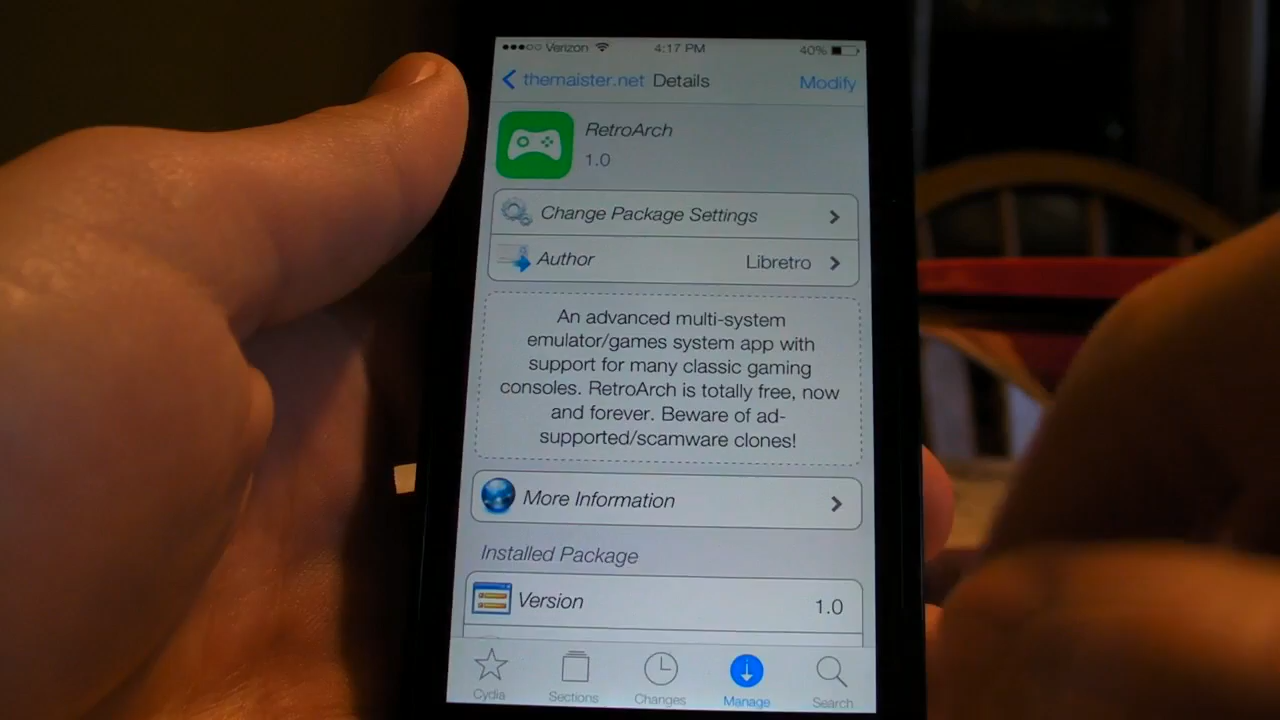 Verizon 4:17 PM 40%
themaister.net Details Modify
RetroArch
1.0
Change Package Settings
Author Libretro
An advanced multi-system
emulator/games system app with
support for many classic gaming
consoles. RetroArch is totally free, now
and forever. Beware of ad-
supported/scamware clones!
More Information
Installed Package
Version 1.0
Cydia Sections Changes Manage Search